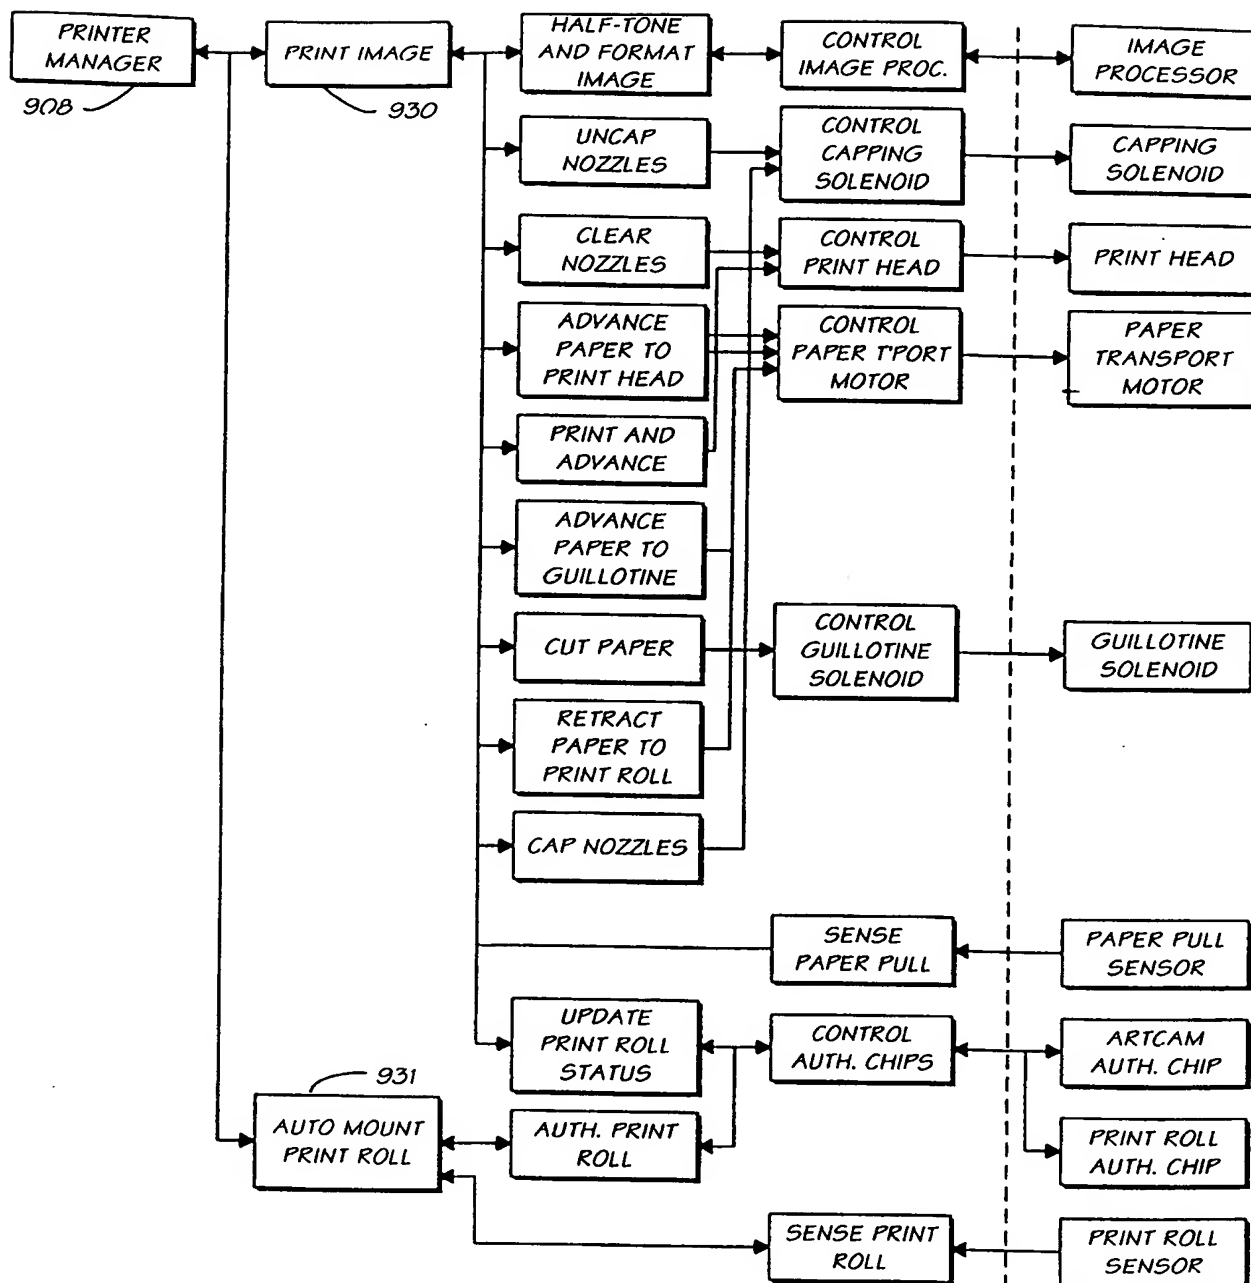 PRINTER
MANAGER
908
PRINT IMAGE
930
HALF-TONE
AND FORMAT
IMAGE
CONTROL
IMAGE PROC.
IMAGE
PROCESSOR
UNCAP
NOZZLES
CONTROL
CAPPING
SOLENOID
CAPPING
SOLENOID
CLEAR
NOZZLES
CONTROL
PRINT HEAD
PRINT HEAD
ADVANCE
PAPER TO
PRINT HEAD
CONTROL
PAPER T'PORT
MOTOR
PAPER
TRANSPORT
MOTOR
PRINT AND
ADVANCE
ADVANCE
PAPER TO
GUILLOTINE
CUT PAPER
CONTROL
GUILLOTINE
SOLENOID
GUILLOTINE
SOLENOID
RETRACT
PAPER TO
PRINT ROLL
CAP NOZZLES
SENSE
PAPER PULL
PAPER PULL
SENSOR
UPDATE
PRINT ROLL
STATUS
CONTROL
AUTH. CHIPS
ARTCAM
AUTH. CHIP
931
AUTO MOUNT
PRINT ROLL
AUTH. PRINT
ROLL
PRINT ROLL
AUTH. CHIP
SENSE PRINT
ROLL
PRINT ROLL
SENSOR